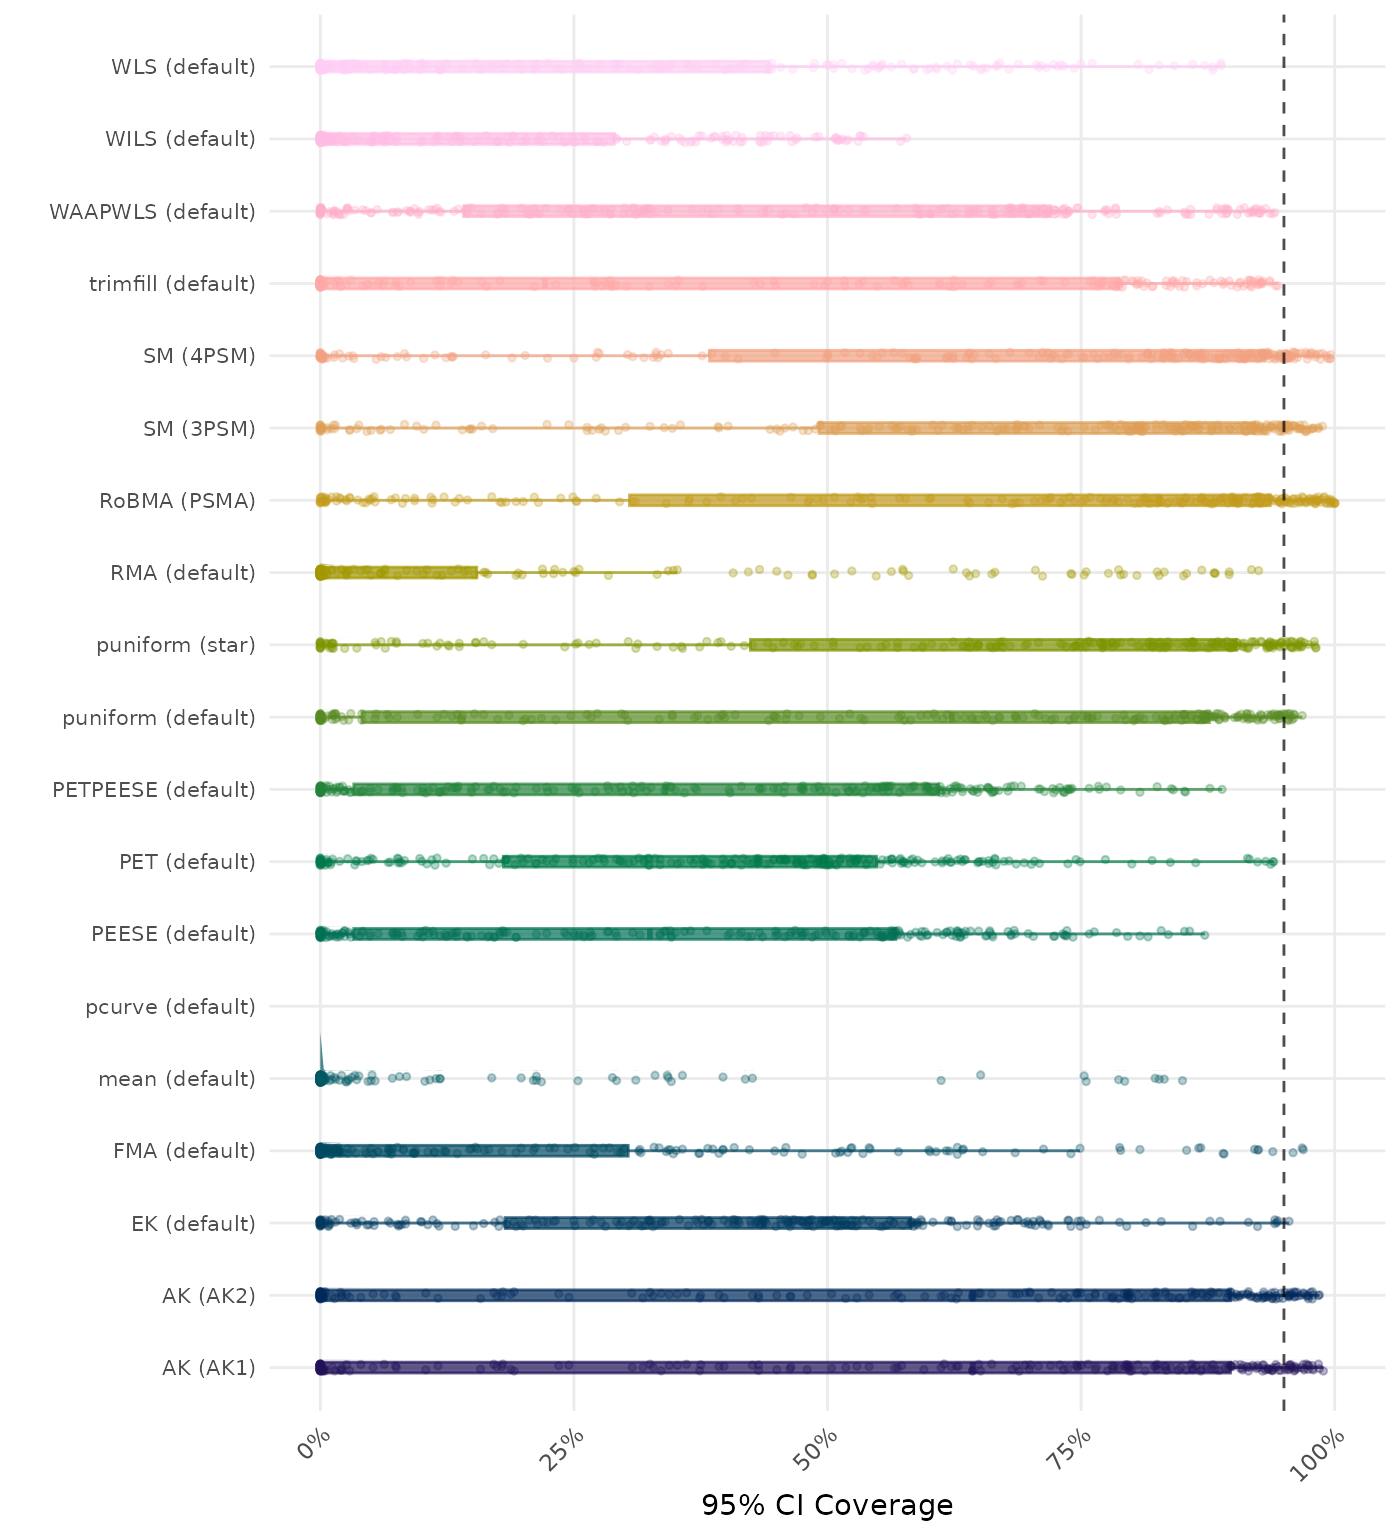 WLS (default)
WILS (default)
WAAPWLS (default)
trimfill (default)
SM (4PSM)
SM (3PSM)
RoBMA (PSMA)
RMA (default)
puniform (star)
puniform (default)
PETPEESE (default)
PET (default)
PEESE (default)
pcurve (default)
mean (default)
FMA (default)
EK (default)
AK (AK2)
AK (AK1)
0%
25%
50%
75%
100%
95% CI Coverage